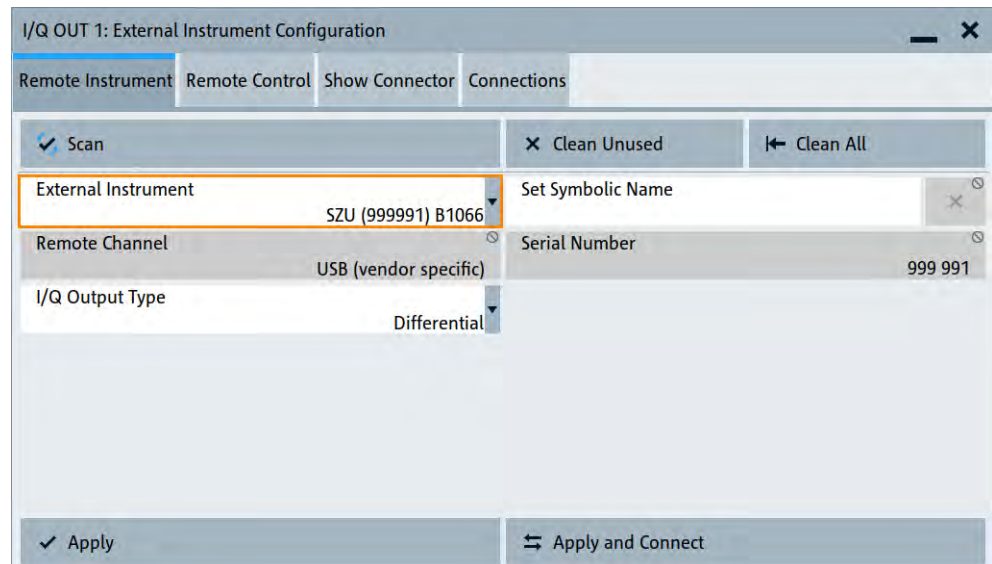 I/Q OUT 1: External Instrument Configuration
Remote Instrument Remote Control Show Connector Connections
Scan Clean Unused Clean All
External Instrument Set Symbolic Name
SZU (999991) B1066
Remote Channel Serial Number
USB (vendor specific) 999 991
I/Q Output Type
Differential
Apply Apply and Connect